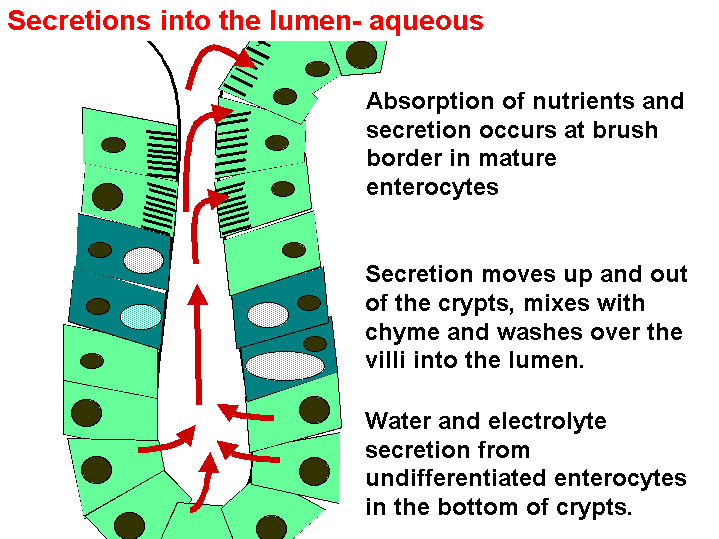 Secretions into the lumen- aqueous
Absorption of nutrients and
secretion occurs at brush
border in mature
enterocytes
Secretion moves up and out
of the crypts, mixes with
chyme and washes over the
villi into the lumen.
Water and electrolyte
secretion from
undifferentiated enterocytes
in the bottom of crypts.